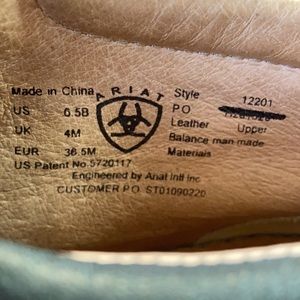 Made in China
US 6.5B
UK 4M
EUR 36.5M
US Patent No. 5720117
ARIAT
Style 12201
PO
Leather Upper
Balance man made
Materials
Engineered by Ariat Intl Inc
CUSTOMER P.O. ST01090220